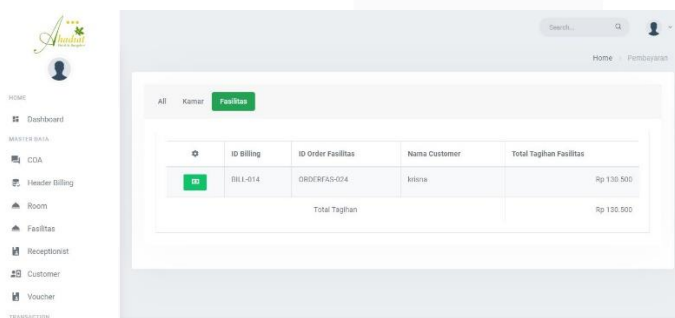 Search...
Home Pembayaran
HOME
Dashboard
MASTER DATA
COA
Header Billing
Room
Fasilitas
Receptionist
Customer
Voucher
TRANSACTION
All Kamar Fasilitas
ID Billing ID Order Fasilitas Nama Customer Total Tagihan Fasilitas
BILL-014 ORDERFAS-024 krisna Rp 130.500
Total Tagihan Rp 130.500